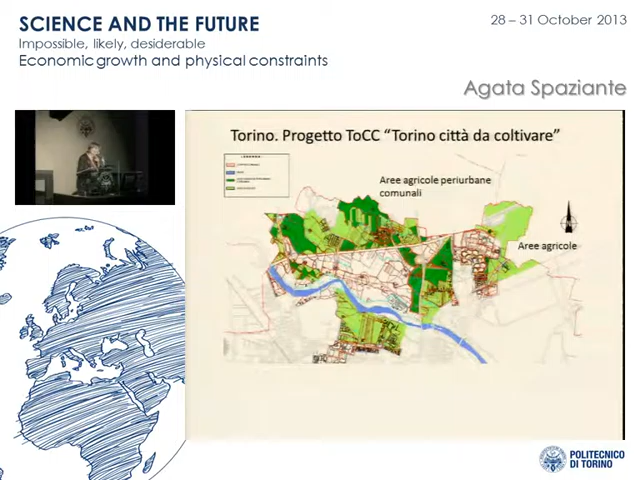 SCIENCE AND THE FUTURE
28 – 31 October 2013
Impossible, likely, desiderable
Economic growth and physical constraints
Agata Spaziante
Torino. Progetto ToCC “Torino città da coltivare”
Aree agricole periurbane
comunali
Aree agricole
POLITECNICO
DI TORINO